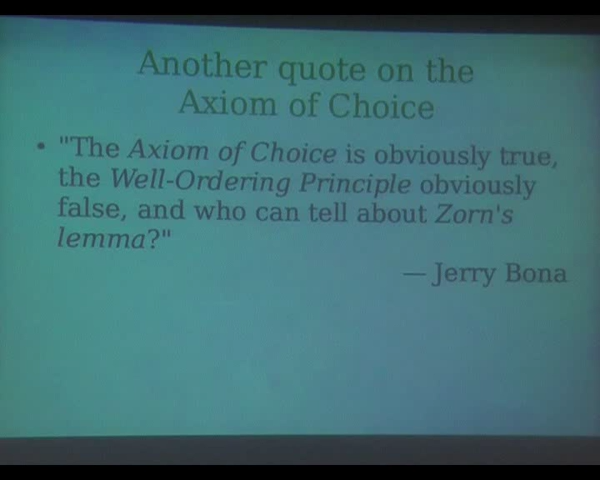 Another quote on the
Axiom of Choice
• "The Axiom of Choice is obviously true,
the Well-Ordering Principle obviously
false, and who can tell about Zorn's
lemma?"
— Jerry Bona